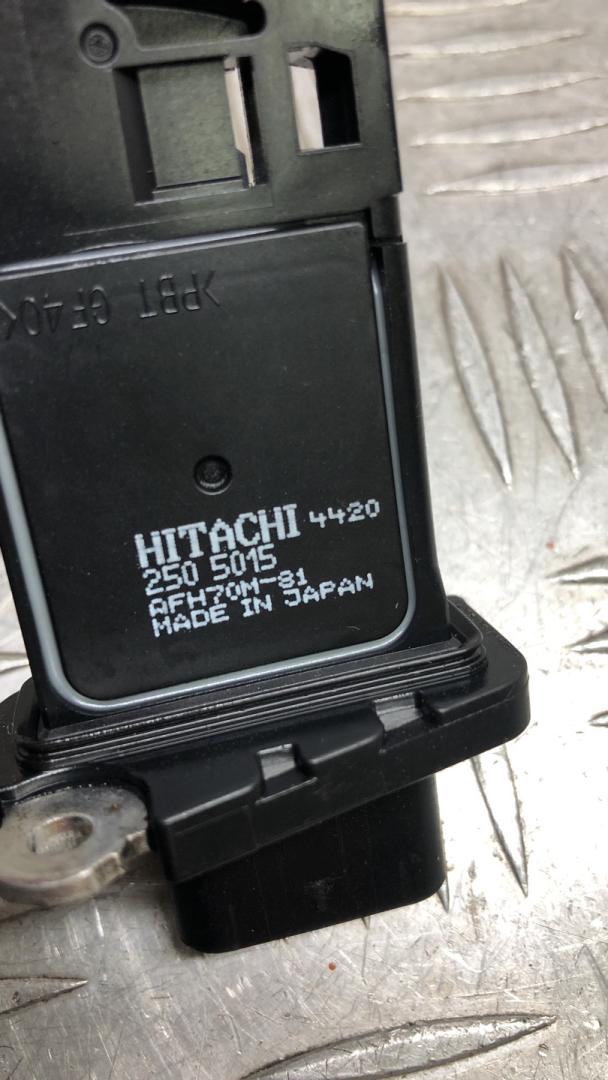 >PBT GF40<
HITACHI 4420
250 5015
AFH70M-81
MADE IN JAPAN